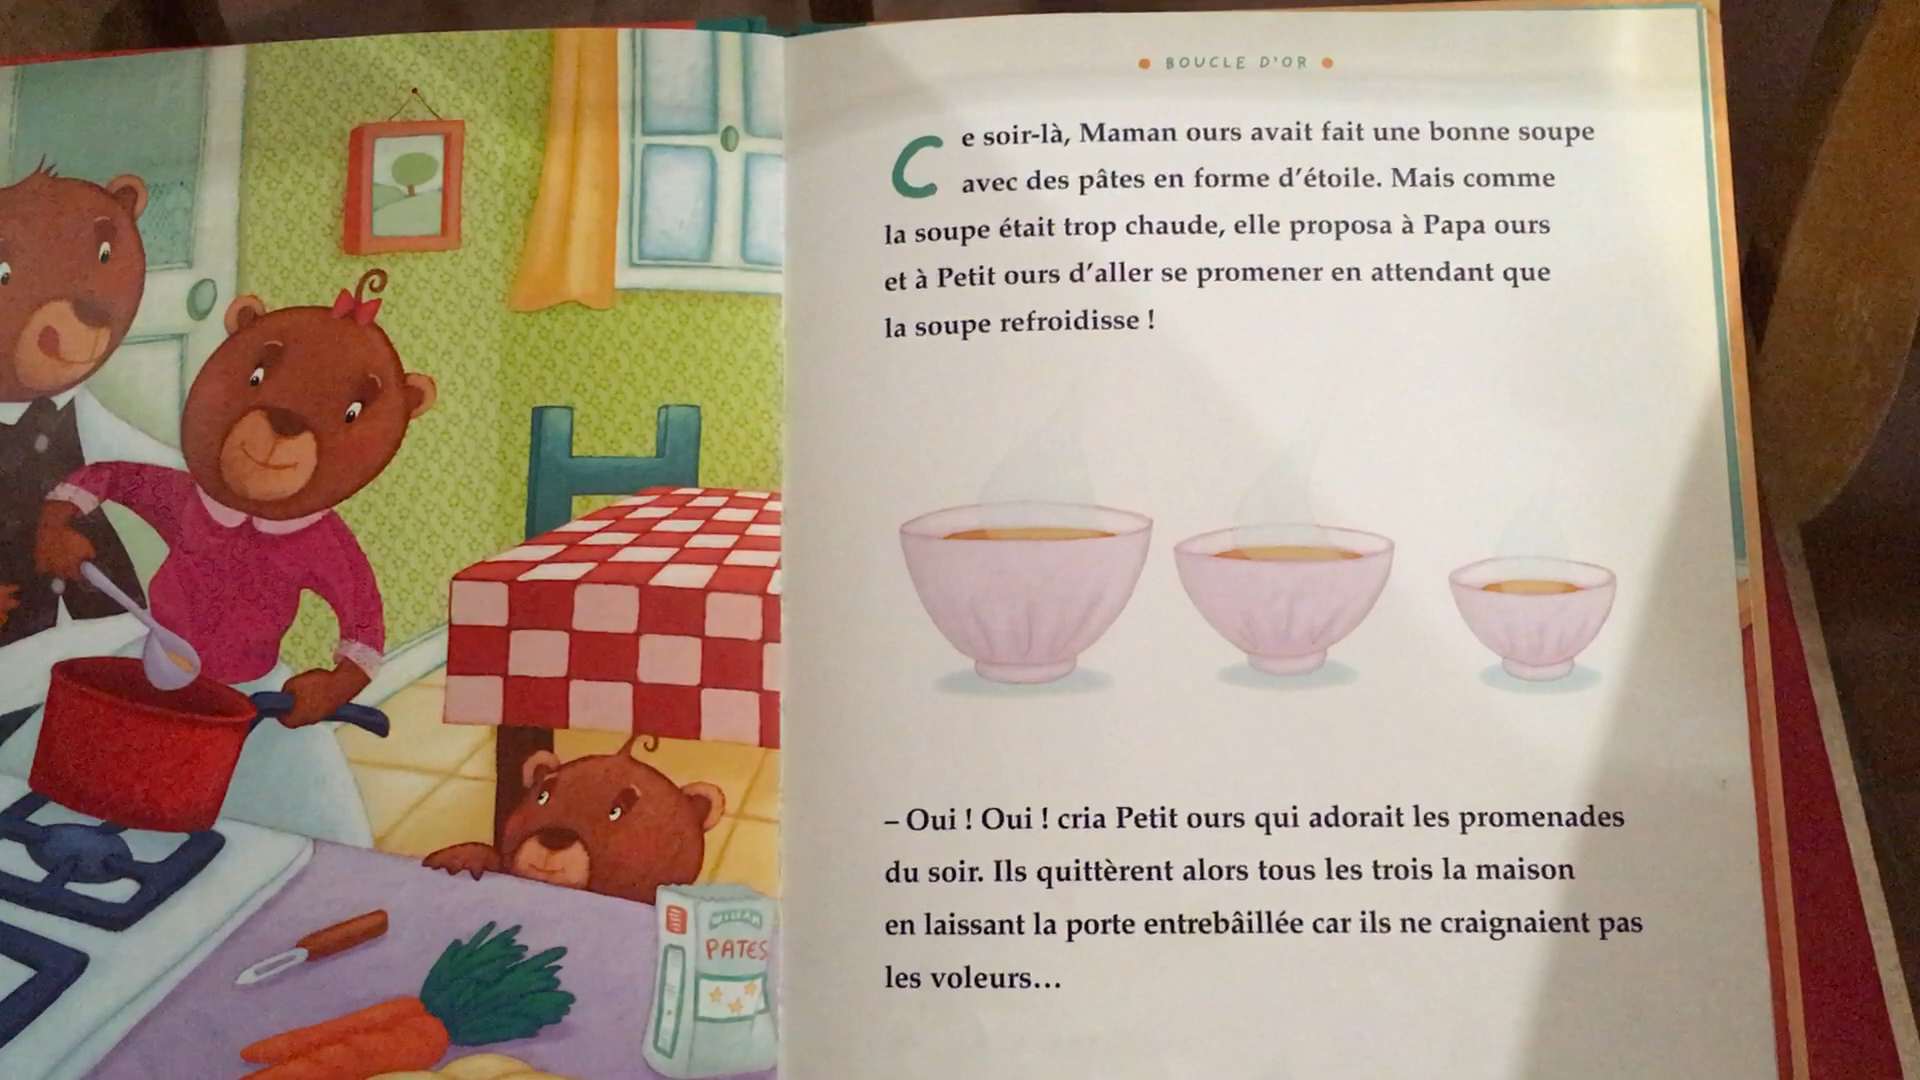 BOUCLE D'OR
Ce soir-là, Maman ours avait fait une bonne soupe
avec des pâtes en forme d'étoile. Mais comme
la soupe était trop chaude, elle proposa à Papa ours
et à Petit ours d'aller se promener en attendant que
la soupe refroidisse !
– Oui ! Oui ! cria Petit ours qui adorait les promenades
du soir. Ils quittèrent alors tous les trois la maison
en laissant la porte entrebâillée car ils ne craignaient pas
les voleurs…
PATES